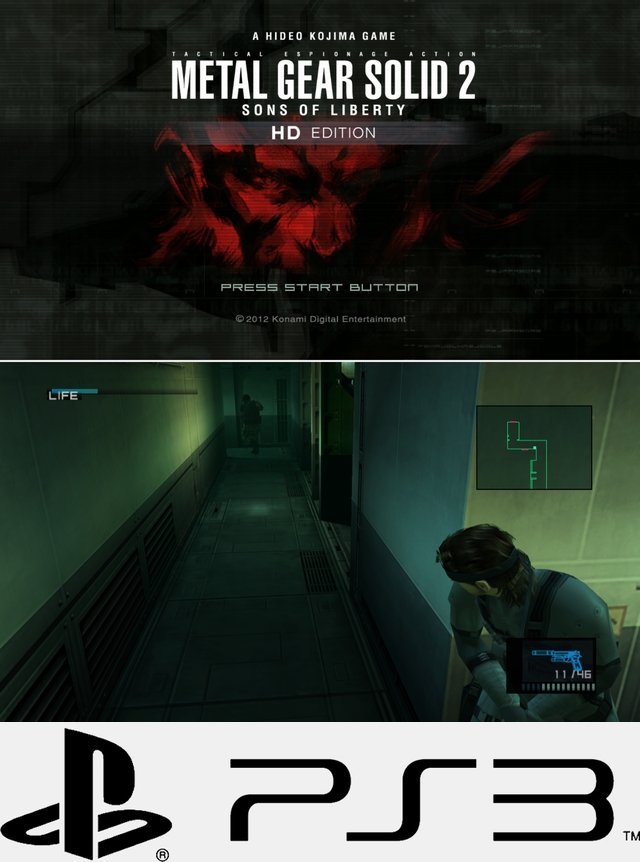 A HIDEO KOJIMA GAME
TACTICAL ESPIONAGE ACTION
METAL GEAR SOLID 2
SONS OF LIBERTY
HD EDITION
PRESS START BUTTON
© 2012 Konami Digital Entertainment
LIFE
11/46
® PS3 TM